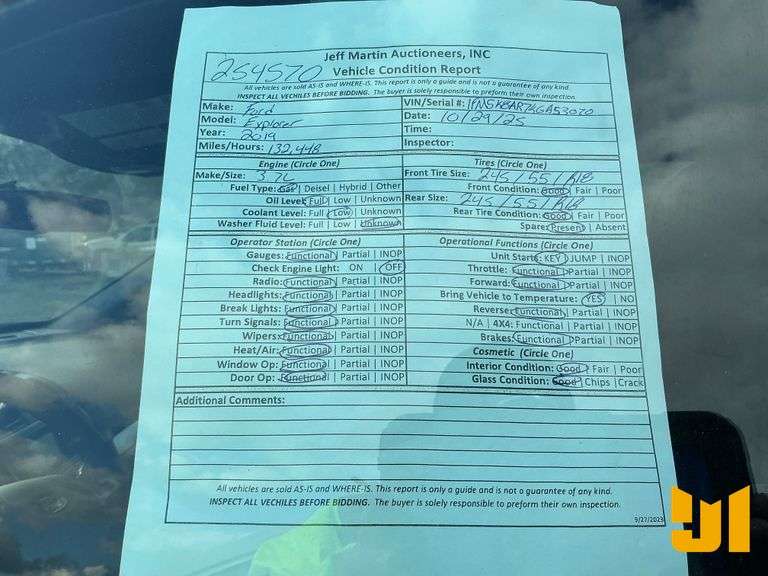 Jeff Martin Auctioneers, INC
254570 Vehicle Condition Report
All vehicles are sold AS-IS and WHERE-IS. This report is only a guide and is not a guarantee of any kind.
INSPECT ALL VECHILES BEFORE BIDDING. The buyer is solely responsible to preform their own inspection.
Make: Ford VIN/Serial #:
Model: Explorer Date: 10/29/25
Year: 2019 Time:
Miles/Hours: 132,448 Inspector:
Engine (Circle One) Tires (Circle One)
Make/Size: 3.7L Front Tire Size: 245/55/R18
Fuel Type: Gas | Deisel | Hybrid | Other Front Condition: Good | Fair | Poor
Oil Level: Full | Low | Unknown Rear Size: 245/55/R18
Coolant Level: Full | Low | Unknown Rear Tire Condition: Good | Fair | Poor
Washer Fluid Level: Full | Low | Unknown Spare: Present | Absent
Operator Station (Circle One) Operational Functions (Circle One)
Gauges: Functional | Partial | INOP Unit Starts: KEY | JUMP | INOP
Check Engine Light: ON | OFF Throttle: Functional | Partial | INOP
Radio: Functional | Partial | INOP Forward: Functional | Partial | INOP
Headlights: Functional | Partial | INOP Bring Vehicle to Temperature: YES | NO
Break Lights: Functional | Partial | INOP Reverse: Functional | Partial | INOP
Turn Signals: Functional | Partial | INOP N/A | 4X4: Functional | Partial | INOP
Wipers: Functional | Partial | INOP Brakes: Functional | Partial | INOP
Heat/Air: Functional | Partial | INOP Cosmetic (Circle One)
Window Op: Functional | Partial | INOP Interior Condition: Good | Fair | Poor
Door Op: Functional | Partial | INOP Glass Condition: Good | Chips | Crack
Additional Comments:
All vehicles are sold AS-IS and WHERE-IS. This report is only a guide and is not a guarantee of any kind.
INSPECT ALL VECHILES BEFORE BIDDING. The buyer is solely responsible to preform their own inspection.
9/27/2023